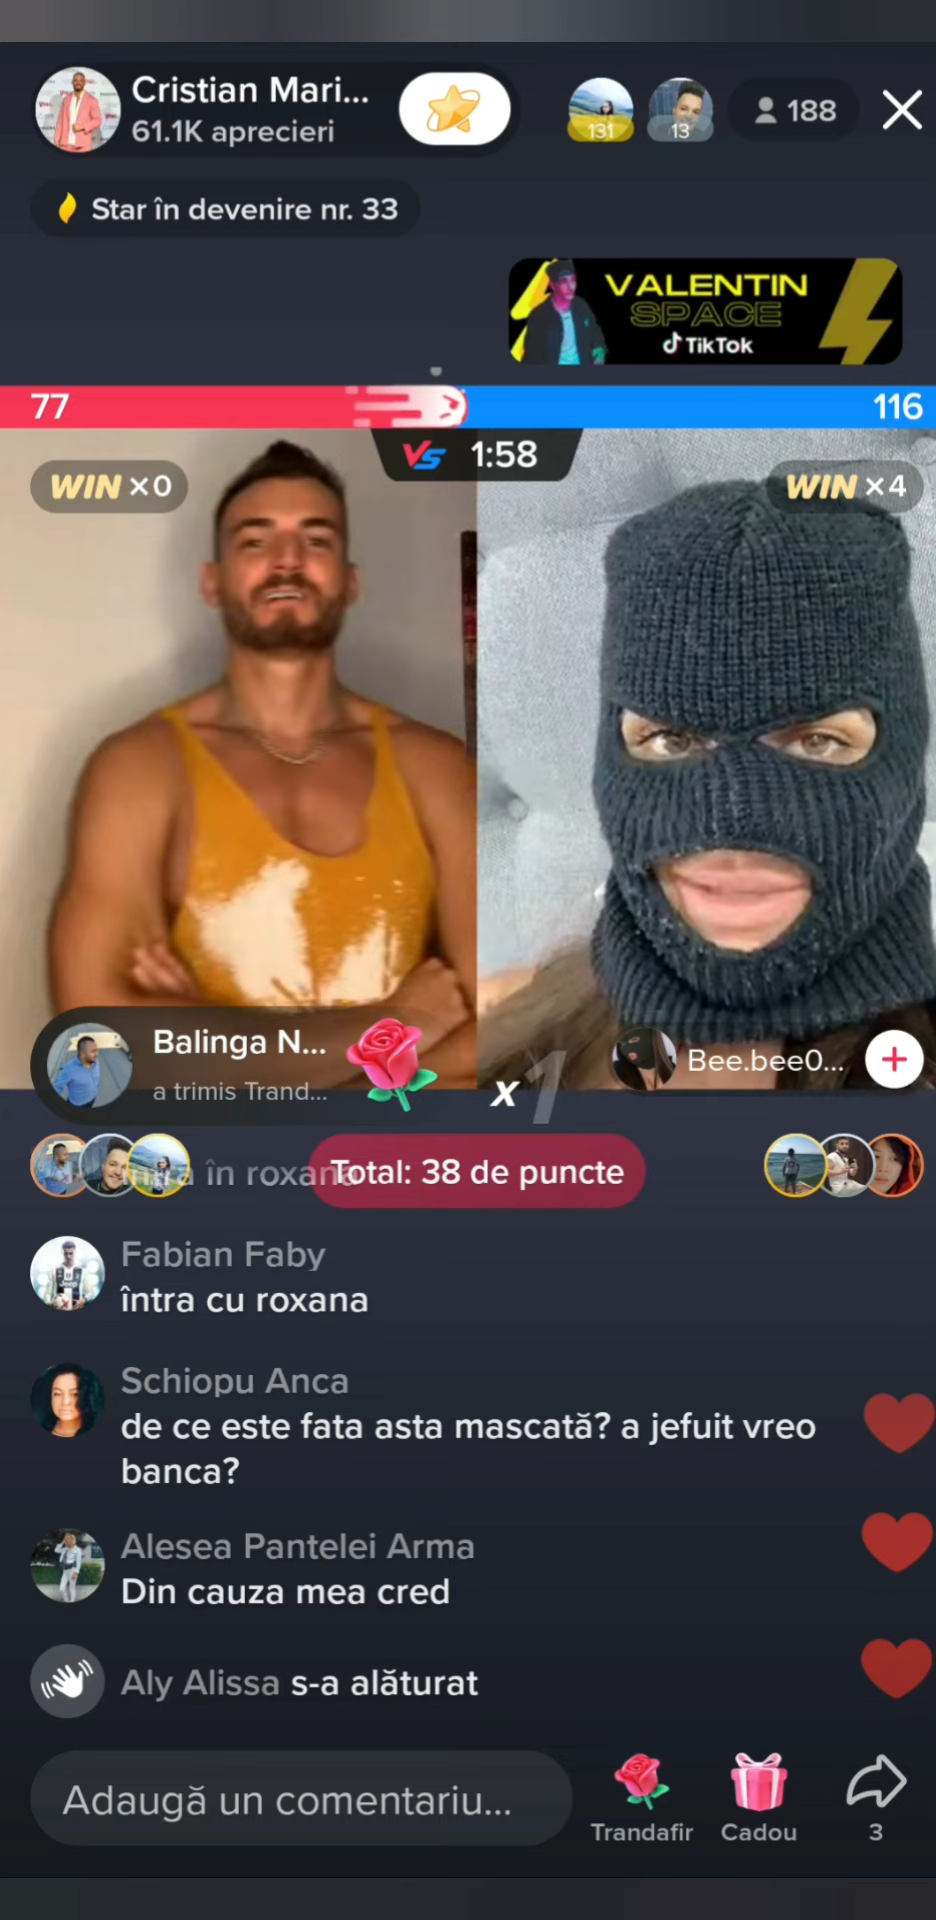 Cristian Mari...
61.1K aprecieri
131
13
188
Star în devenire nr. 33
VALENTIN
SPACE
TikTok
77
116
VS 1:58
WIN ×0
WIN ×4
Balinga N...
a trimis Trand...
x1
Bee.bee0...
în roxana
Total: 38 de puncte
Fabian Faby
întra cu roxana
Schiopu Anca
de ce este fata asta mascată? a jefuit vreo
banca?
Alesea Pantelei Arma
Din cauza mea cred
Aly Alissa s-a alăturat
Adaugă un comentariu...
Trandafir
Cadou
3